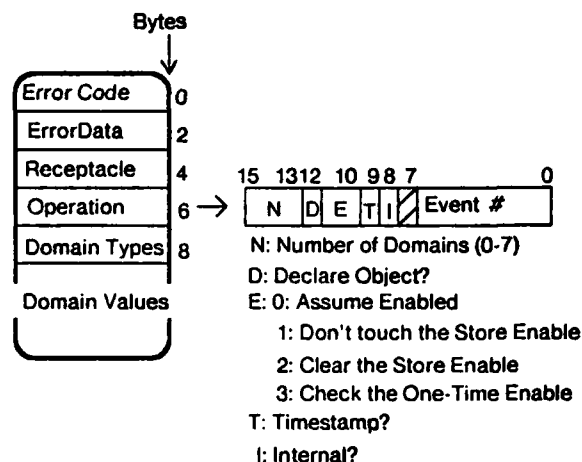 Bytes
Error Code 0
ErrorData 2
Receptacle 4
Operation 6
Domain Types 8
Domain Values
15 1312 10 9 8 7 0
N D E T I Event #
N: Number of Domains (0-7)
D: Declare Object?
E: 0: Assume Enabled
1: Don't touch the Store Enable
2: Clear the Store Enable
3: Check the One-Time Enable
T: Timestamp?
I: Internal?